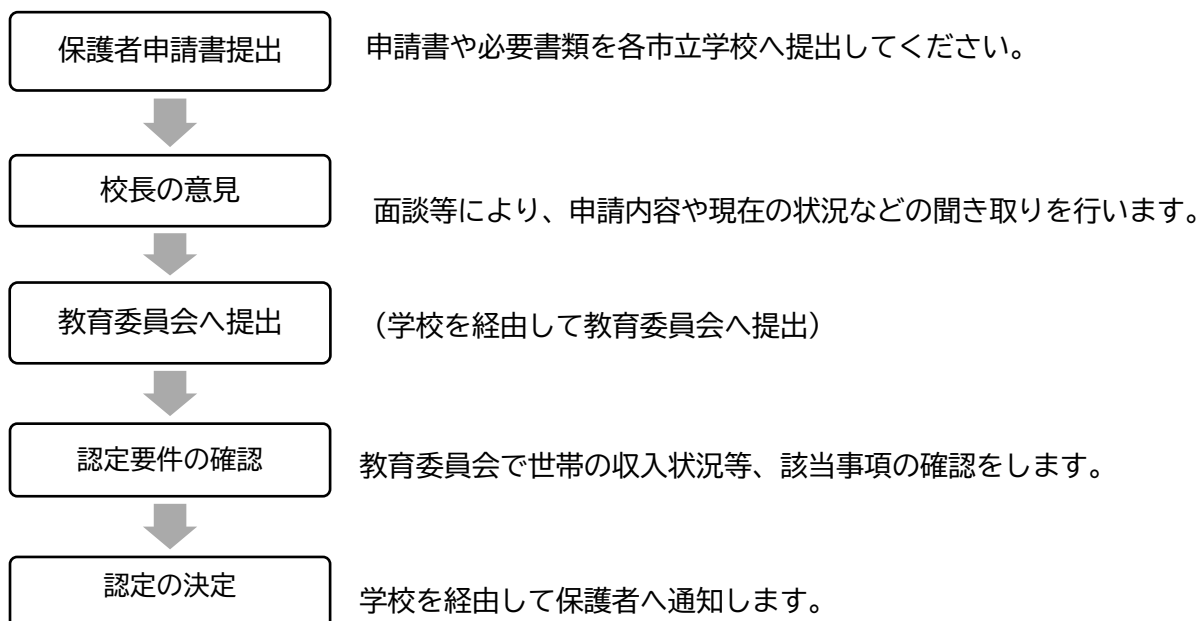 保護者申請書提出
申請書や必要書類を各市立学校へ提出してください。
校長の意見
面談等により、申請内容や現在の状況などの聞き取りを行います。
教育委員会へ提出
（学校を経由して教育委員会へ提出）
認定要件の確認
教育委員会で世帯の収入状況等、該当事項の確認をします。
認定の決定
学校を経由して保護者へ通知します。